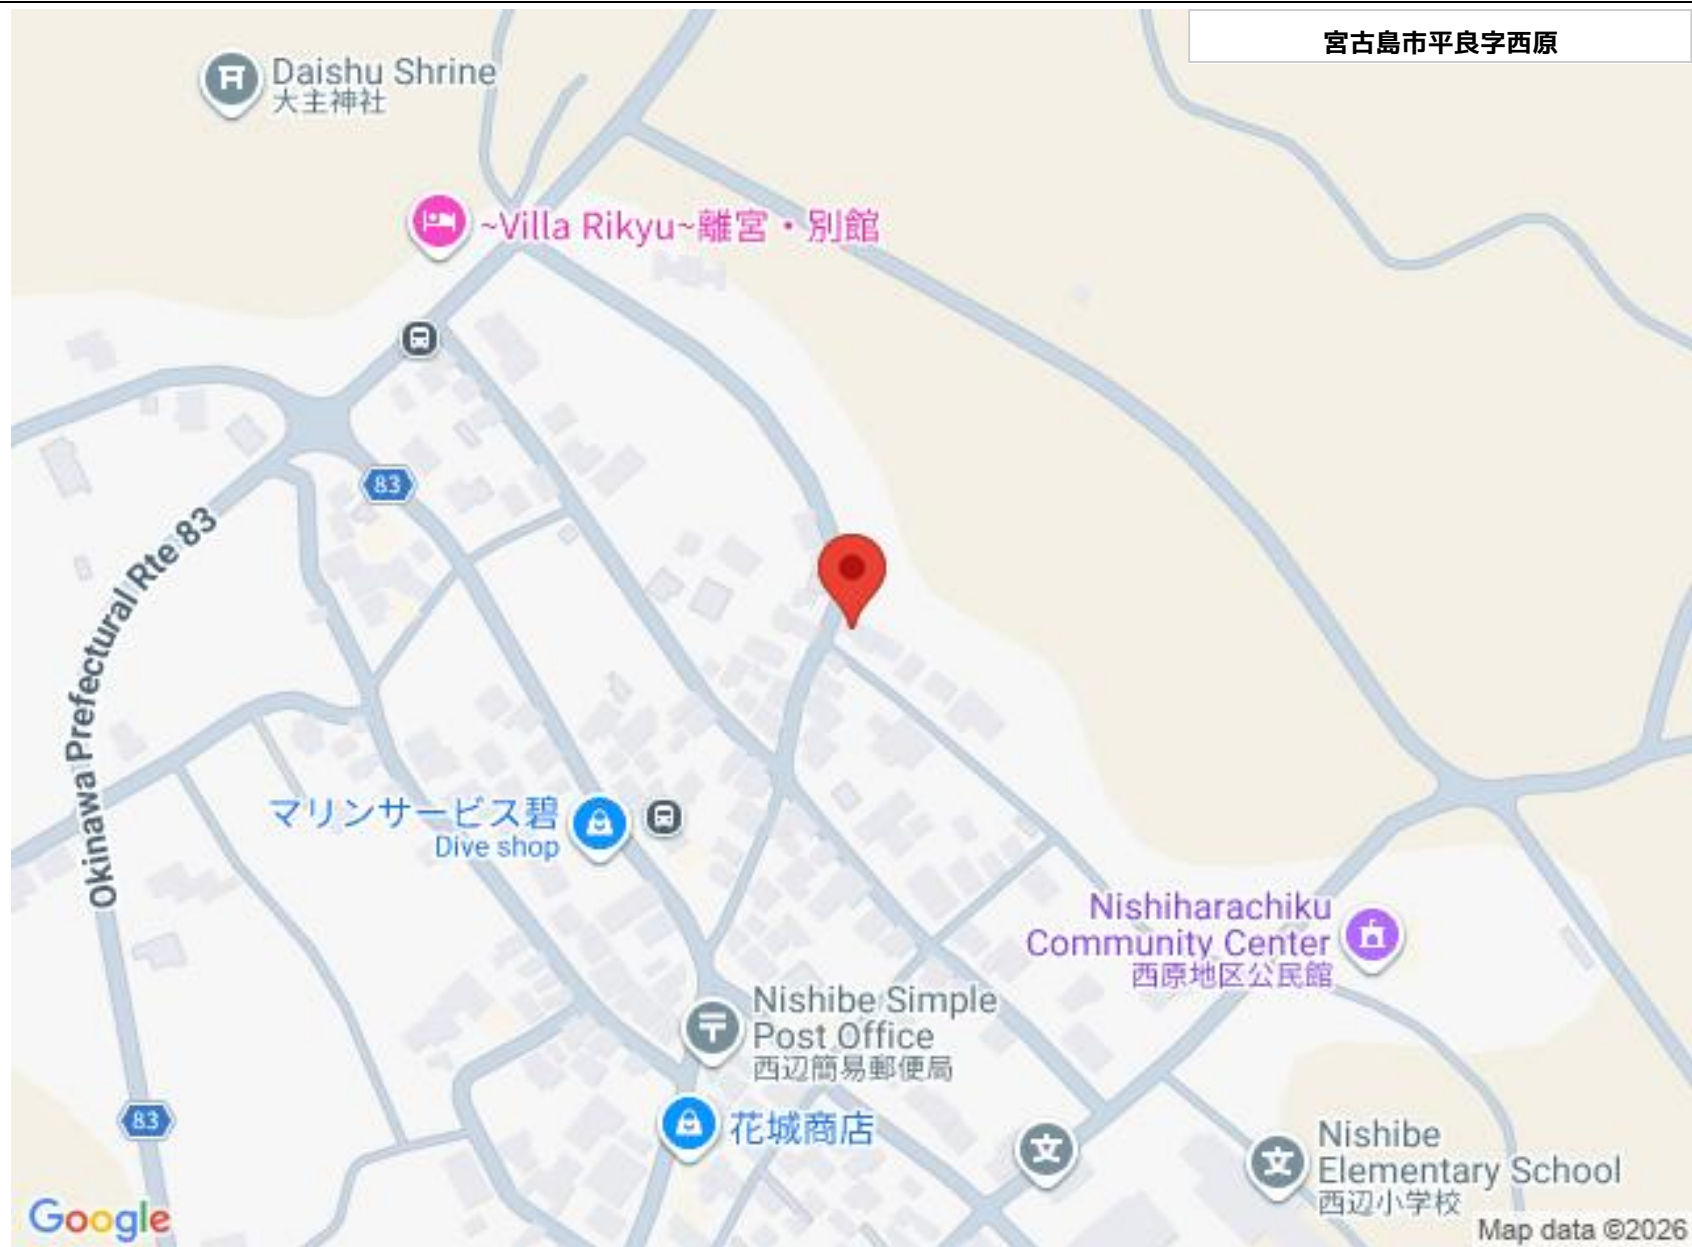 宮古島市平良字西原
Daishu Shrine
大主神社
~Villa Rikyu~離宮・別館
83
Okinawa Prefectural Rte 83
マリンサービス碧
Dive shop
Nishiharachiku
Community Center
西原地区公民館
Nishibe Simple
Post Office
西辺簡易郵便局
83
花城商店
文
文
Nishibe
Elementary School
西辺小学校
Google
Map data ©2026